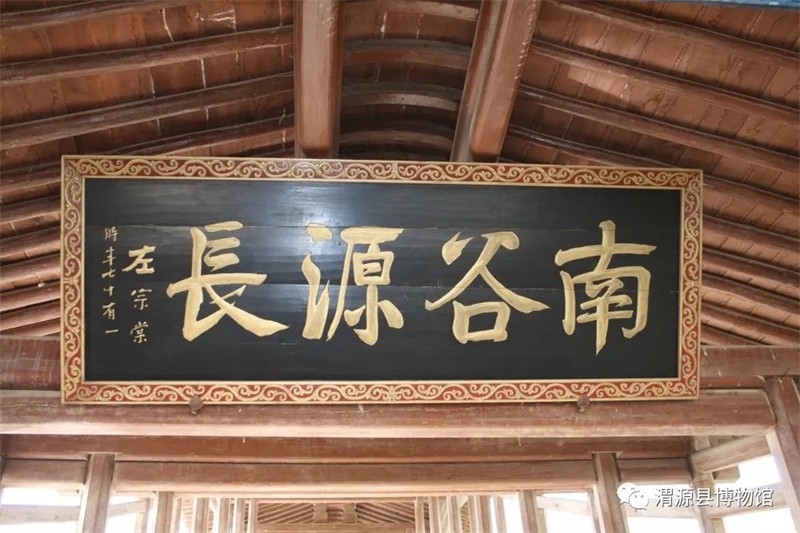 南谷源長
左宗棠
時年七十有一
渭源县博物馆